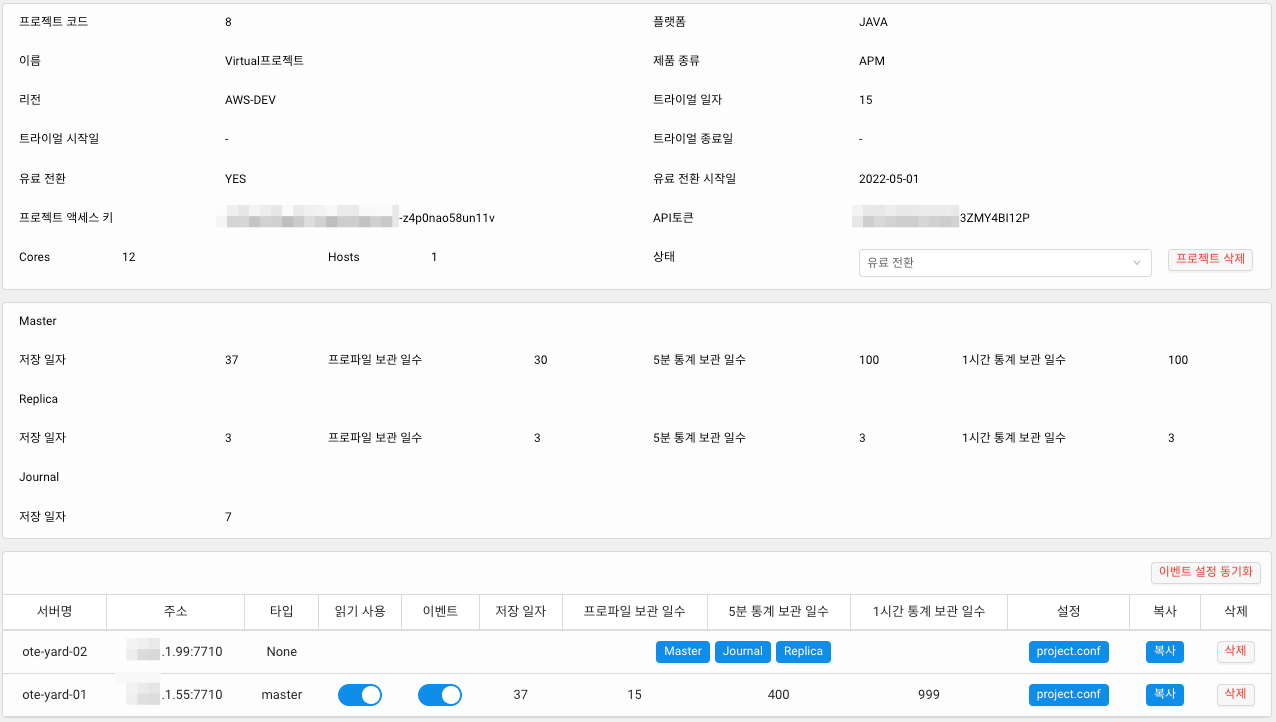 프로젝트 코드 8 플랫폼 JAVA
이름 Virtual프로젝트 제품 종류 APM
리전 AWS-DEV 트라이얼 일자 15
트라이얼 시작일 - 트라이얼 종료일 -
유료 전환 YES 유료 전환 시작일 2022-05-01
프로젝트 액세스 키 -z4p0nao58un11v API토큰 3ZMY4BI12P
Cores 12 Hosts 1 상태 유료 전환 프로젝트 삭제
Master
저장 일자 37 프로파일 보관 일수 30 5분 통계 보관 일수 100 1시간 통계 보관 일수 100
Replica
저장 일자 3 프로파일 보관 일수 3 5분 통계 보관 일수 3 1시간 통계 보관 일수 3
Journal
저장 일자 7
이벤트 설정 동기화
서버명 주소 타입 읽기 사용 이벤트 저장 일자 프로파일 보관 일수 5분 통계 보관 일수 1시간 통계 보관 일수 설정 복사 삭제
ote-yard-02 .1.99:7710 None Master Journal Replica project.conf 복사 삭제
ote-yard-01 .1.55:7710 master 37 15 400 999 project.conf 복사 삭제